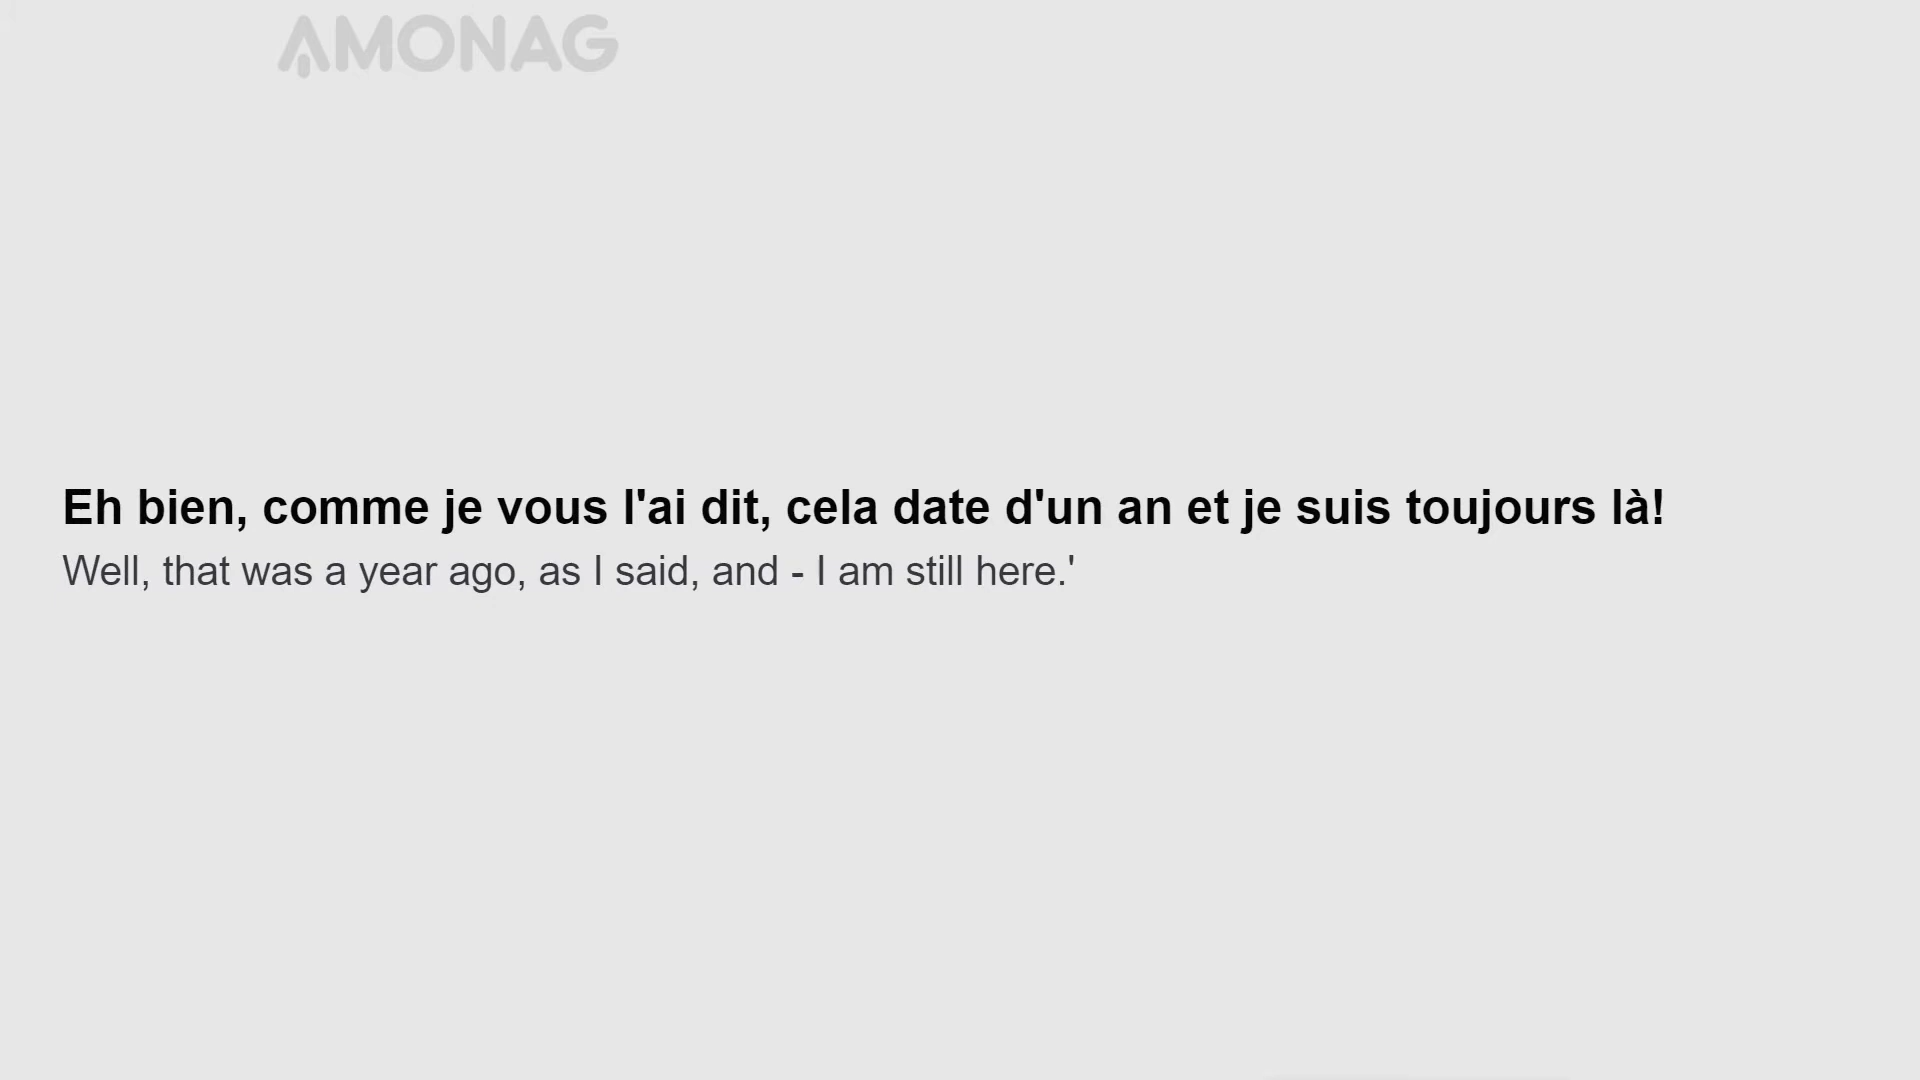 AMONAG
Eh bien, comme je vous l'ai dit, cela date d'un an et je suis toujours là!
Well, that was a year ago, as I said, and - I am still here.'